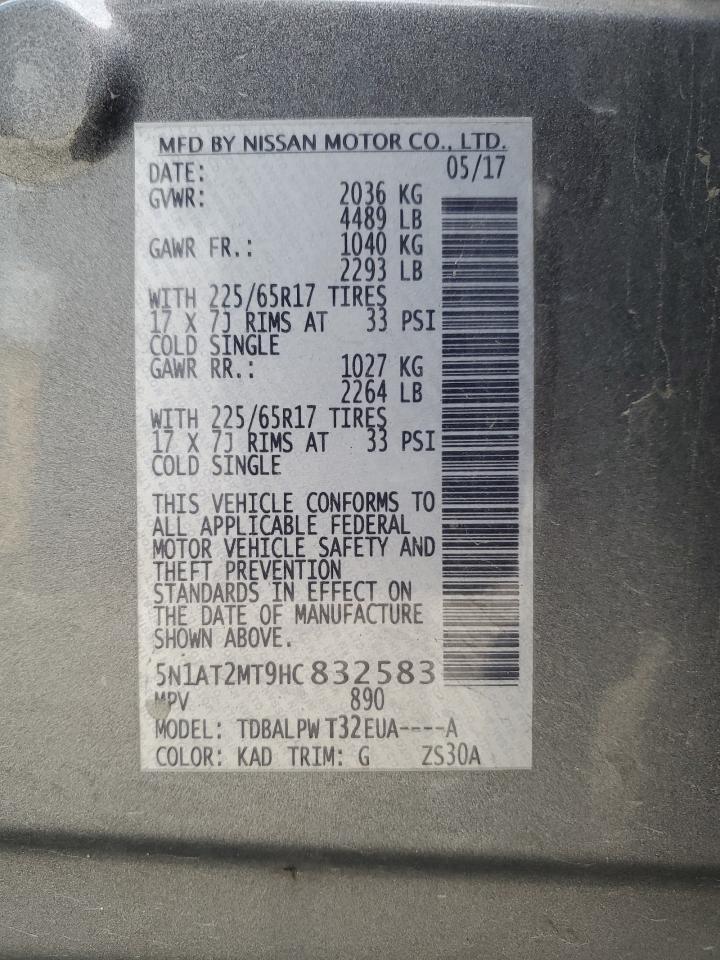 MFD BY NISSAN MOTOR CO., LTD.
DATE: 05/17
GVWR: 2036 KG
4489 LB
GAWR FR.: 1040 KG
2293 LB
WITH 225/65R17 TIRES
17 X 7J RIMS AT 33 PSI
COLD SINGLE
GAWR RR.: 1027 KG
2264 LB
WITH 225/65R17 TIRES
17 X 7J RIMS AT 33 PSI
COLD SINGLE
THIS VEHICLE CONFORMS TO
ALL APPLICABLE FEDERAL
MOTOR VEHICLE SAFETY AND
THEFT PREVENTION
STANDARDS IN EFFECT ON
THE DATE OF MANUFACTURE
SHOWN ABOVE.
5N1AT2MT9HC832583
MPV 890
MODEL: TDBALPW T32EUA----A
COLOR: KAD TRIM: G ZS30A